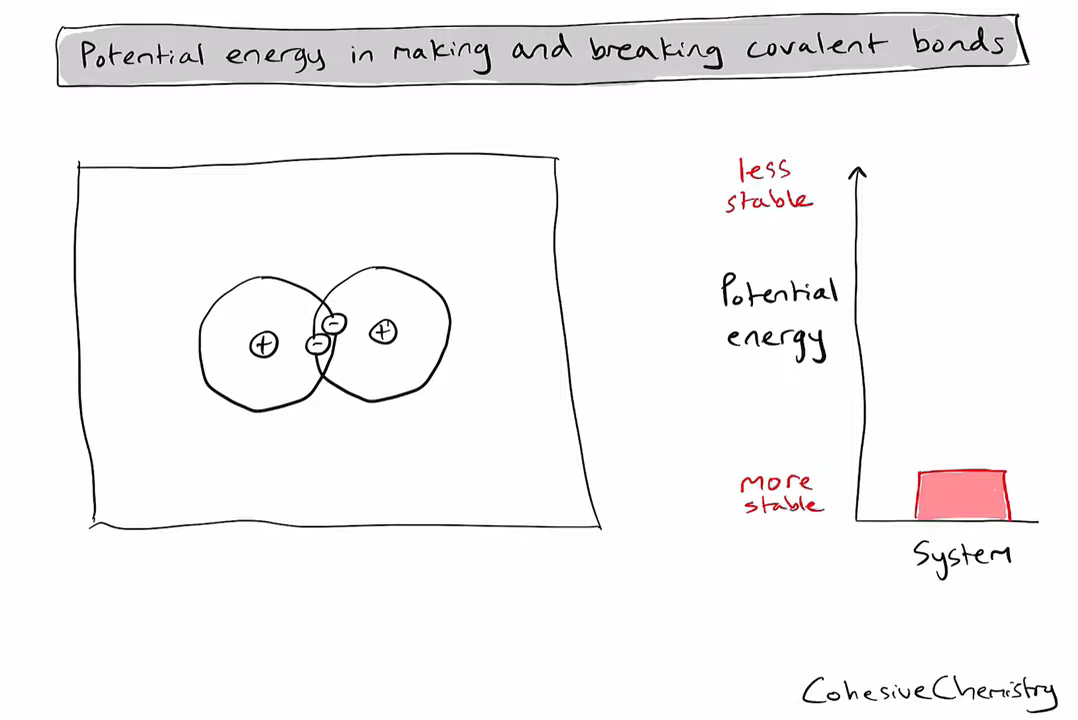 Potential energy in making and breaking covalent bonds
less
stable
Potential
energy
+
-
-
+
more
stable
System
CohesiveChemistry